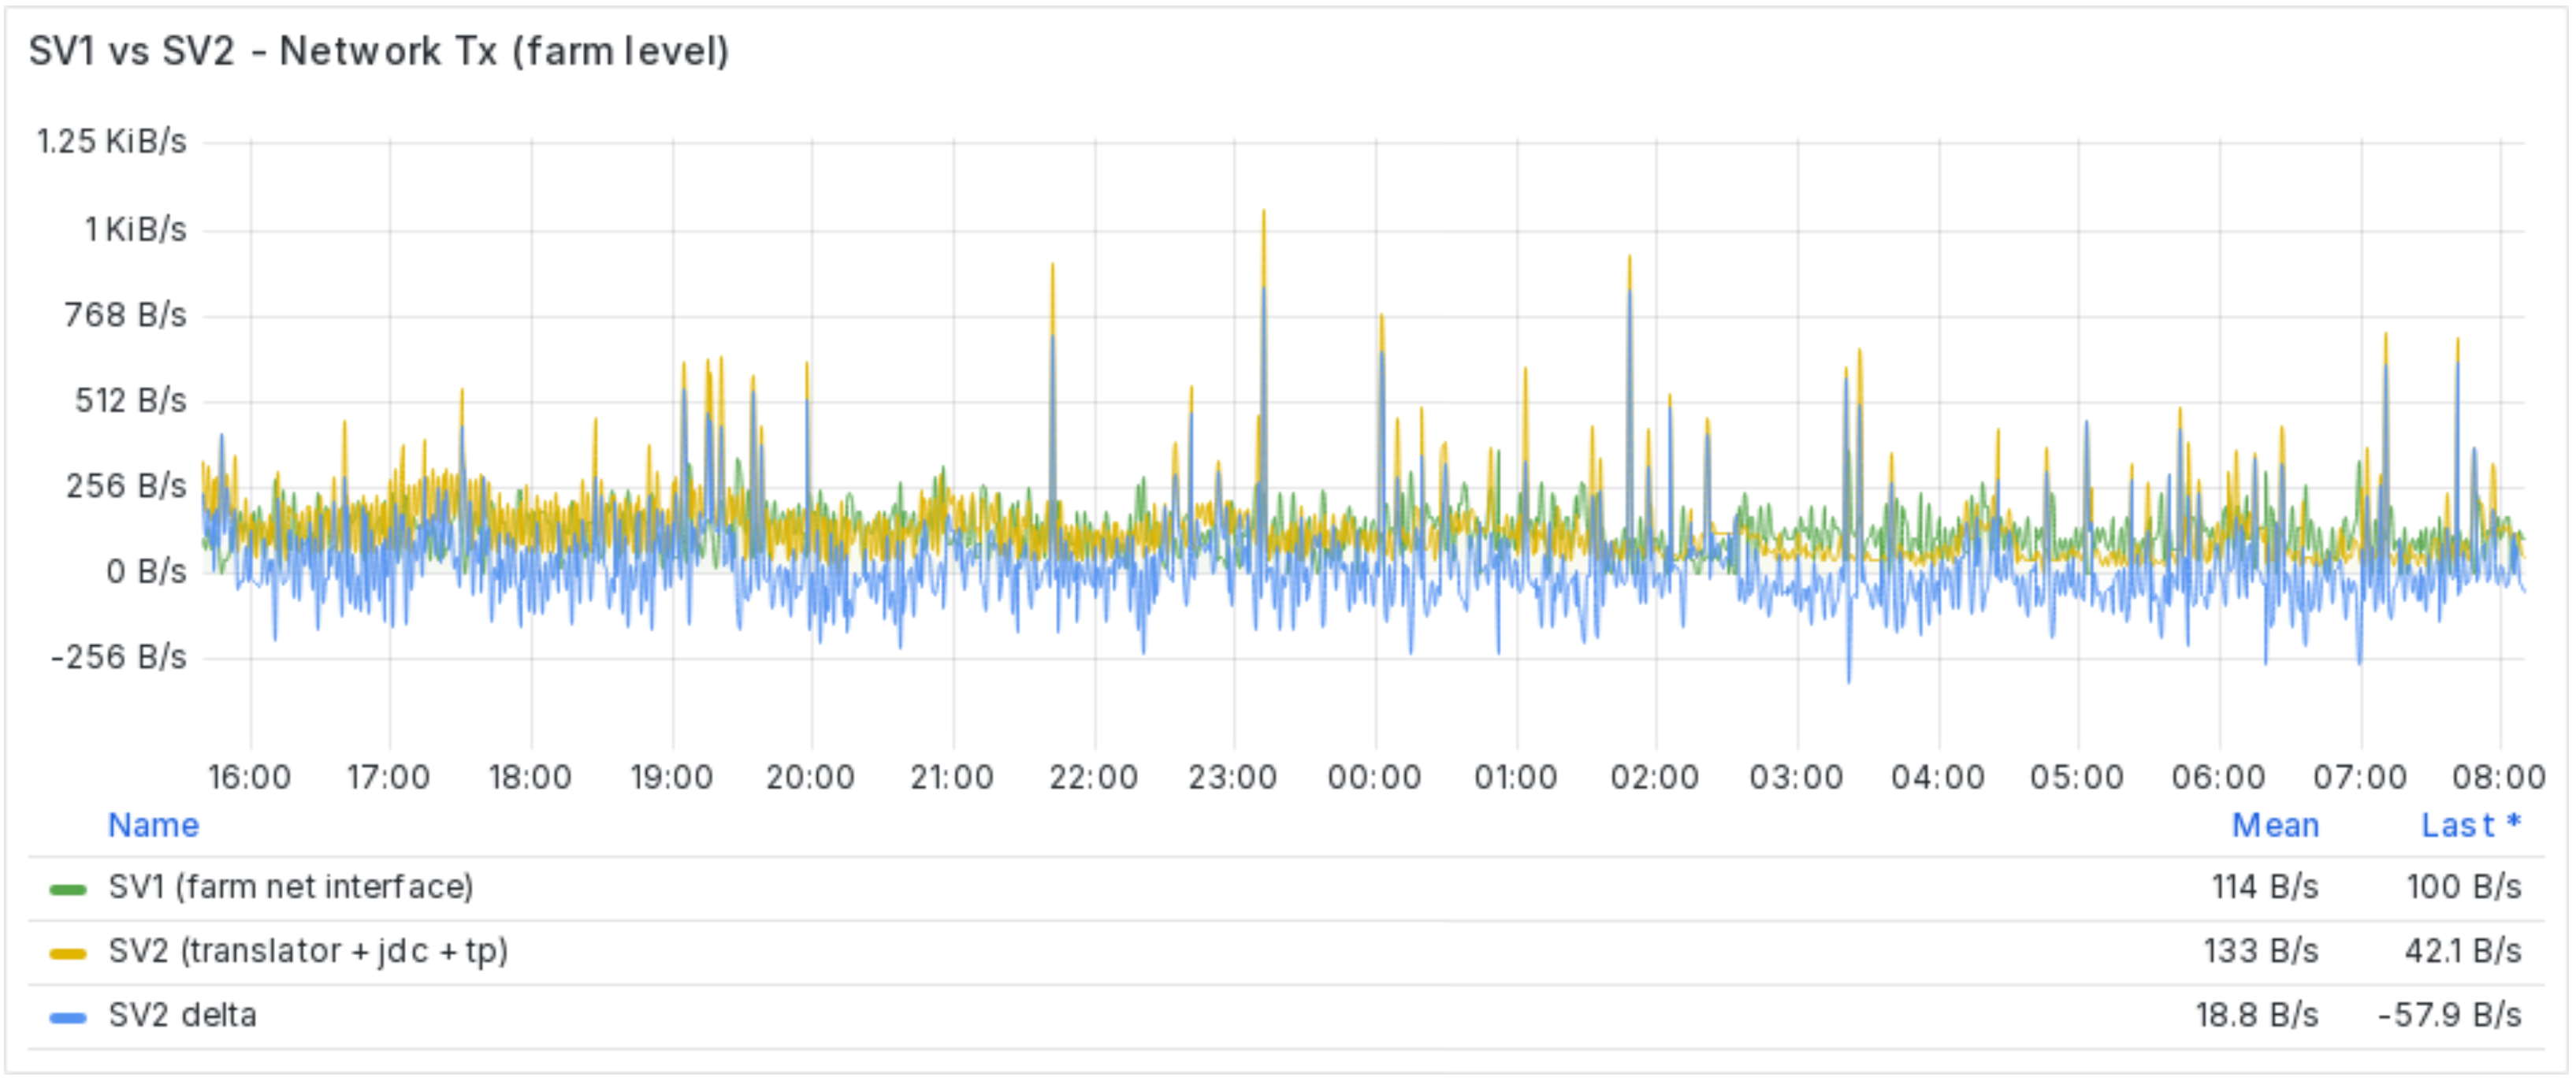 SV1 vs SV2 - Network Tx (farm level)
1.25 KiB/s
1 KiB/s
768 B/s
512 B/s
256 B/s
0 B/s
-256 B/s
16:00 17:00 18:00 19:00 20:00 21:00 22:00 23:00 00:00 01:00 02:00 03:00 04:00 05:00 06:00 07:00 08:00
Name Mean Last *
SV1 (farm net interface) 114 B/s 100 B/s
SV2 (translator + jdc + tp) 133 B/s 42.1 B/s
SV2 delta 18.8 B/s -57.9 B/s